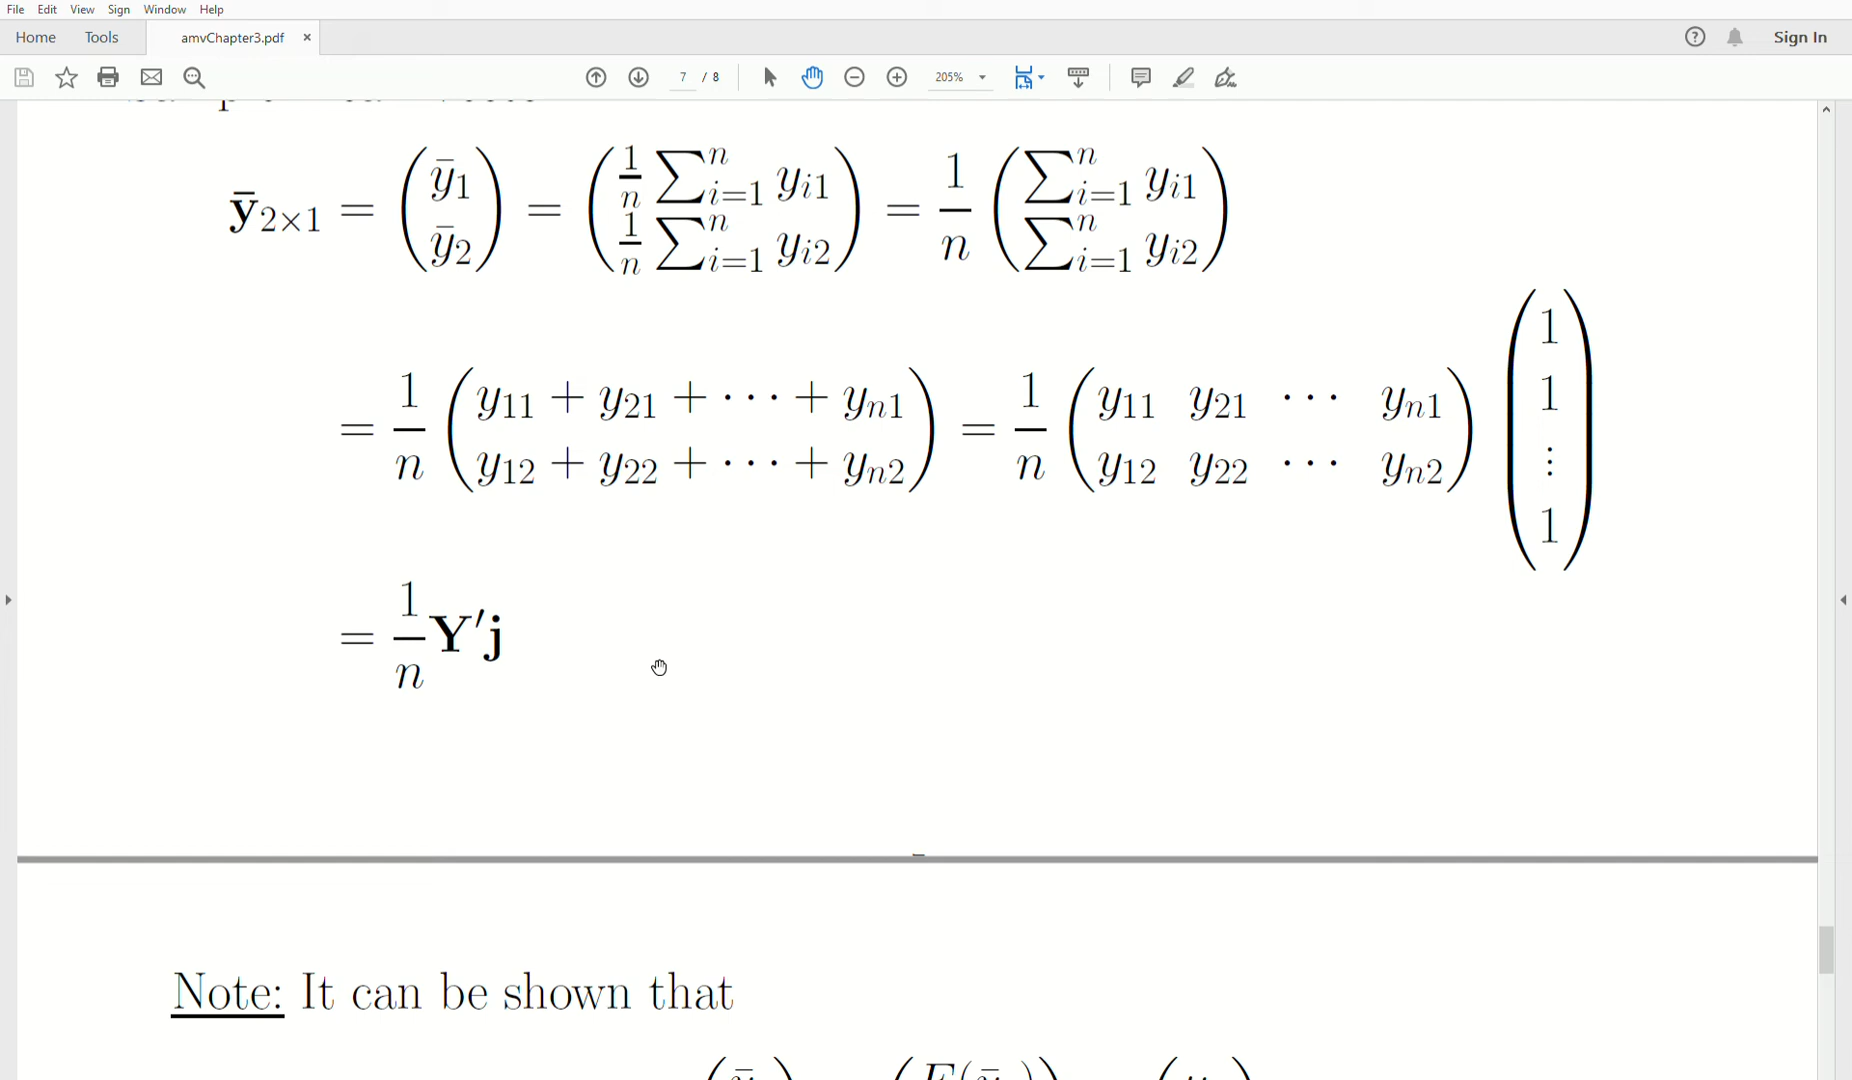 File Edit View Sign Window Help
Home Tools amvChapter3.pdf × Sign In
7 / 8 205%
ȳ₂ₓ₁ = (ȳ₁ ; ȳ₂) = (1/n ∑ⁿᵢ₌₁ yᵢ₁ ; 1/n ∑ⁿᵢ₌₁ yᵢ₂) = 1/n (∑ⁿᵢ₌₁ yᵢ₁ ; ∑ⁿᵢ₌₁ yᵢ₂)
= 1/n (y₁₁ + y₂₁ + ⋯ + yₙ₁ ; y₁₂ + y₂₂ + ⋯ + yₙ₂) = 1/n (y₁₁ y₂₁ ⋯ yₙ₁ ; y₁₂ y₂₂ ⋯ yₙ₂) (1 ; 1 ; ⋮ ; 1)
= 1/n Y′j
Note: It can be shown that